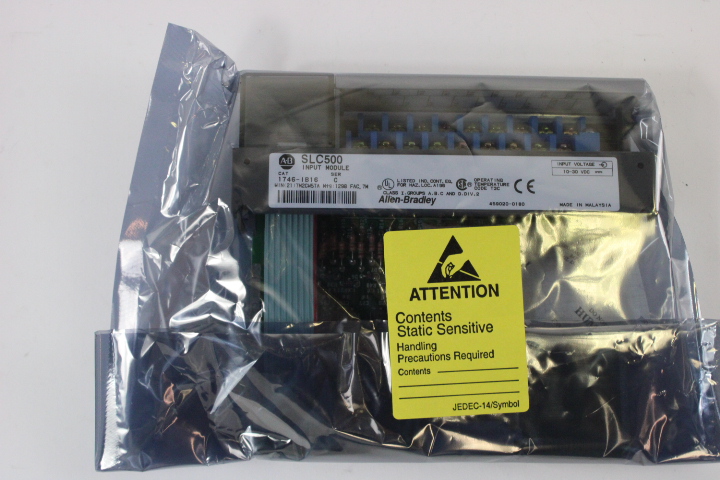 AB SLC500
INPUT MODULE
CAT SER
1746-IB16 C
LISTED IND.CONT.EQ.
FOR HAZ.LOC.A196
OPERATING
TEMPERATURE
CODE T3C
CLASS I GROUPS A,B,C AND D,DIV.2
Allen-Bradley
INPUT VOLTAGE
10-30 VDC
MADE IN MALAYSIA
ATTENTION
Contents
Static Sensitive
Handling
Precautions Required
Contents
JEDEC-14/Symbol